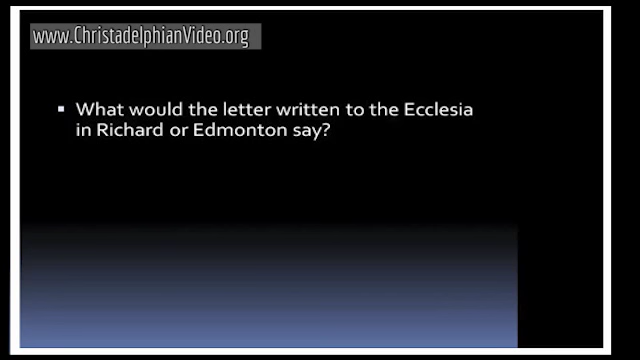 www.ChristadelphianVideo.org
▪ What would the letter written to the Ecclesia
in Richard or Edmonton say?